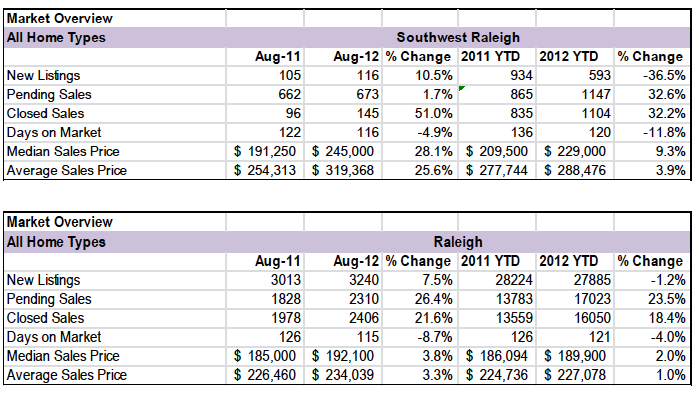 Market Overview
All Home Types Southwest Raleigh
Aug-11 Aug-12 % Change 2011 YTD 2012 YTD % Change
New Listings 105 116 10.5% 934 593 -36.5%
Pending Sales 662 673 1.7% 865 1147 32.6%
Closed Sales 96 145 51.0% 835 1104 32.2%
Days on Market 122 116 -4.9% 136 120 -11.8%
Median Sales Price $ 191,250 $ 245,000 28.1% $ 209,500 $ 229,000 9.3%
Average Sales Price $ 254,313 $ 319,368 25.6% $ 277,744 $ 288,476 3.9%
Market Overview
All Home Types Raleigh
Aug-11 Aug-12 % Change 2011 YTD 2012 YTD % Change
New Listings 3013 3240 7.5% 28224 27885 -1.2%
Pending Sales 1828 2310 26.4% 13783 17023 23.5%
Closed Sales 1978 2406 21.6% 13559 16050 18.4%
Days on Market 126 115 -8.7% 126 121 -4.0%
Median Sales Price $ 185,000 $ 192,100 3.8% $ 186,094 $ 189,900 2.0%
Average Sales Price $ 226,460 $ 234,039 3.3% $ 224,736 $ 227,078 1.0%